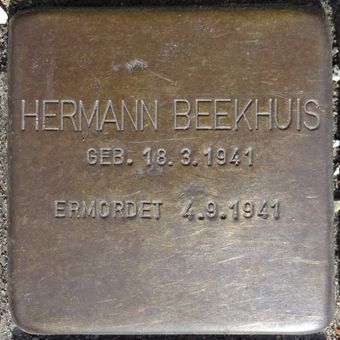 HERMANN BEEKHUIS
GEB. 18.3.1941
ERMORDET 4.9.1941